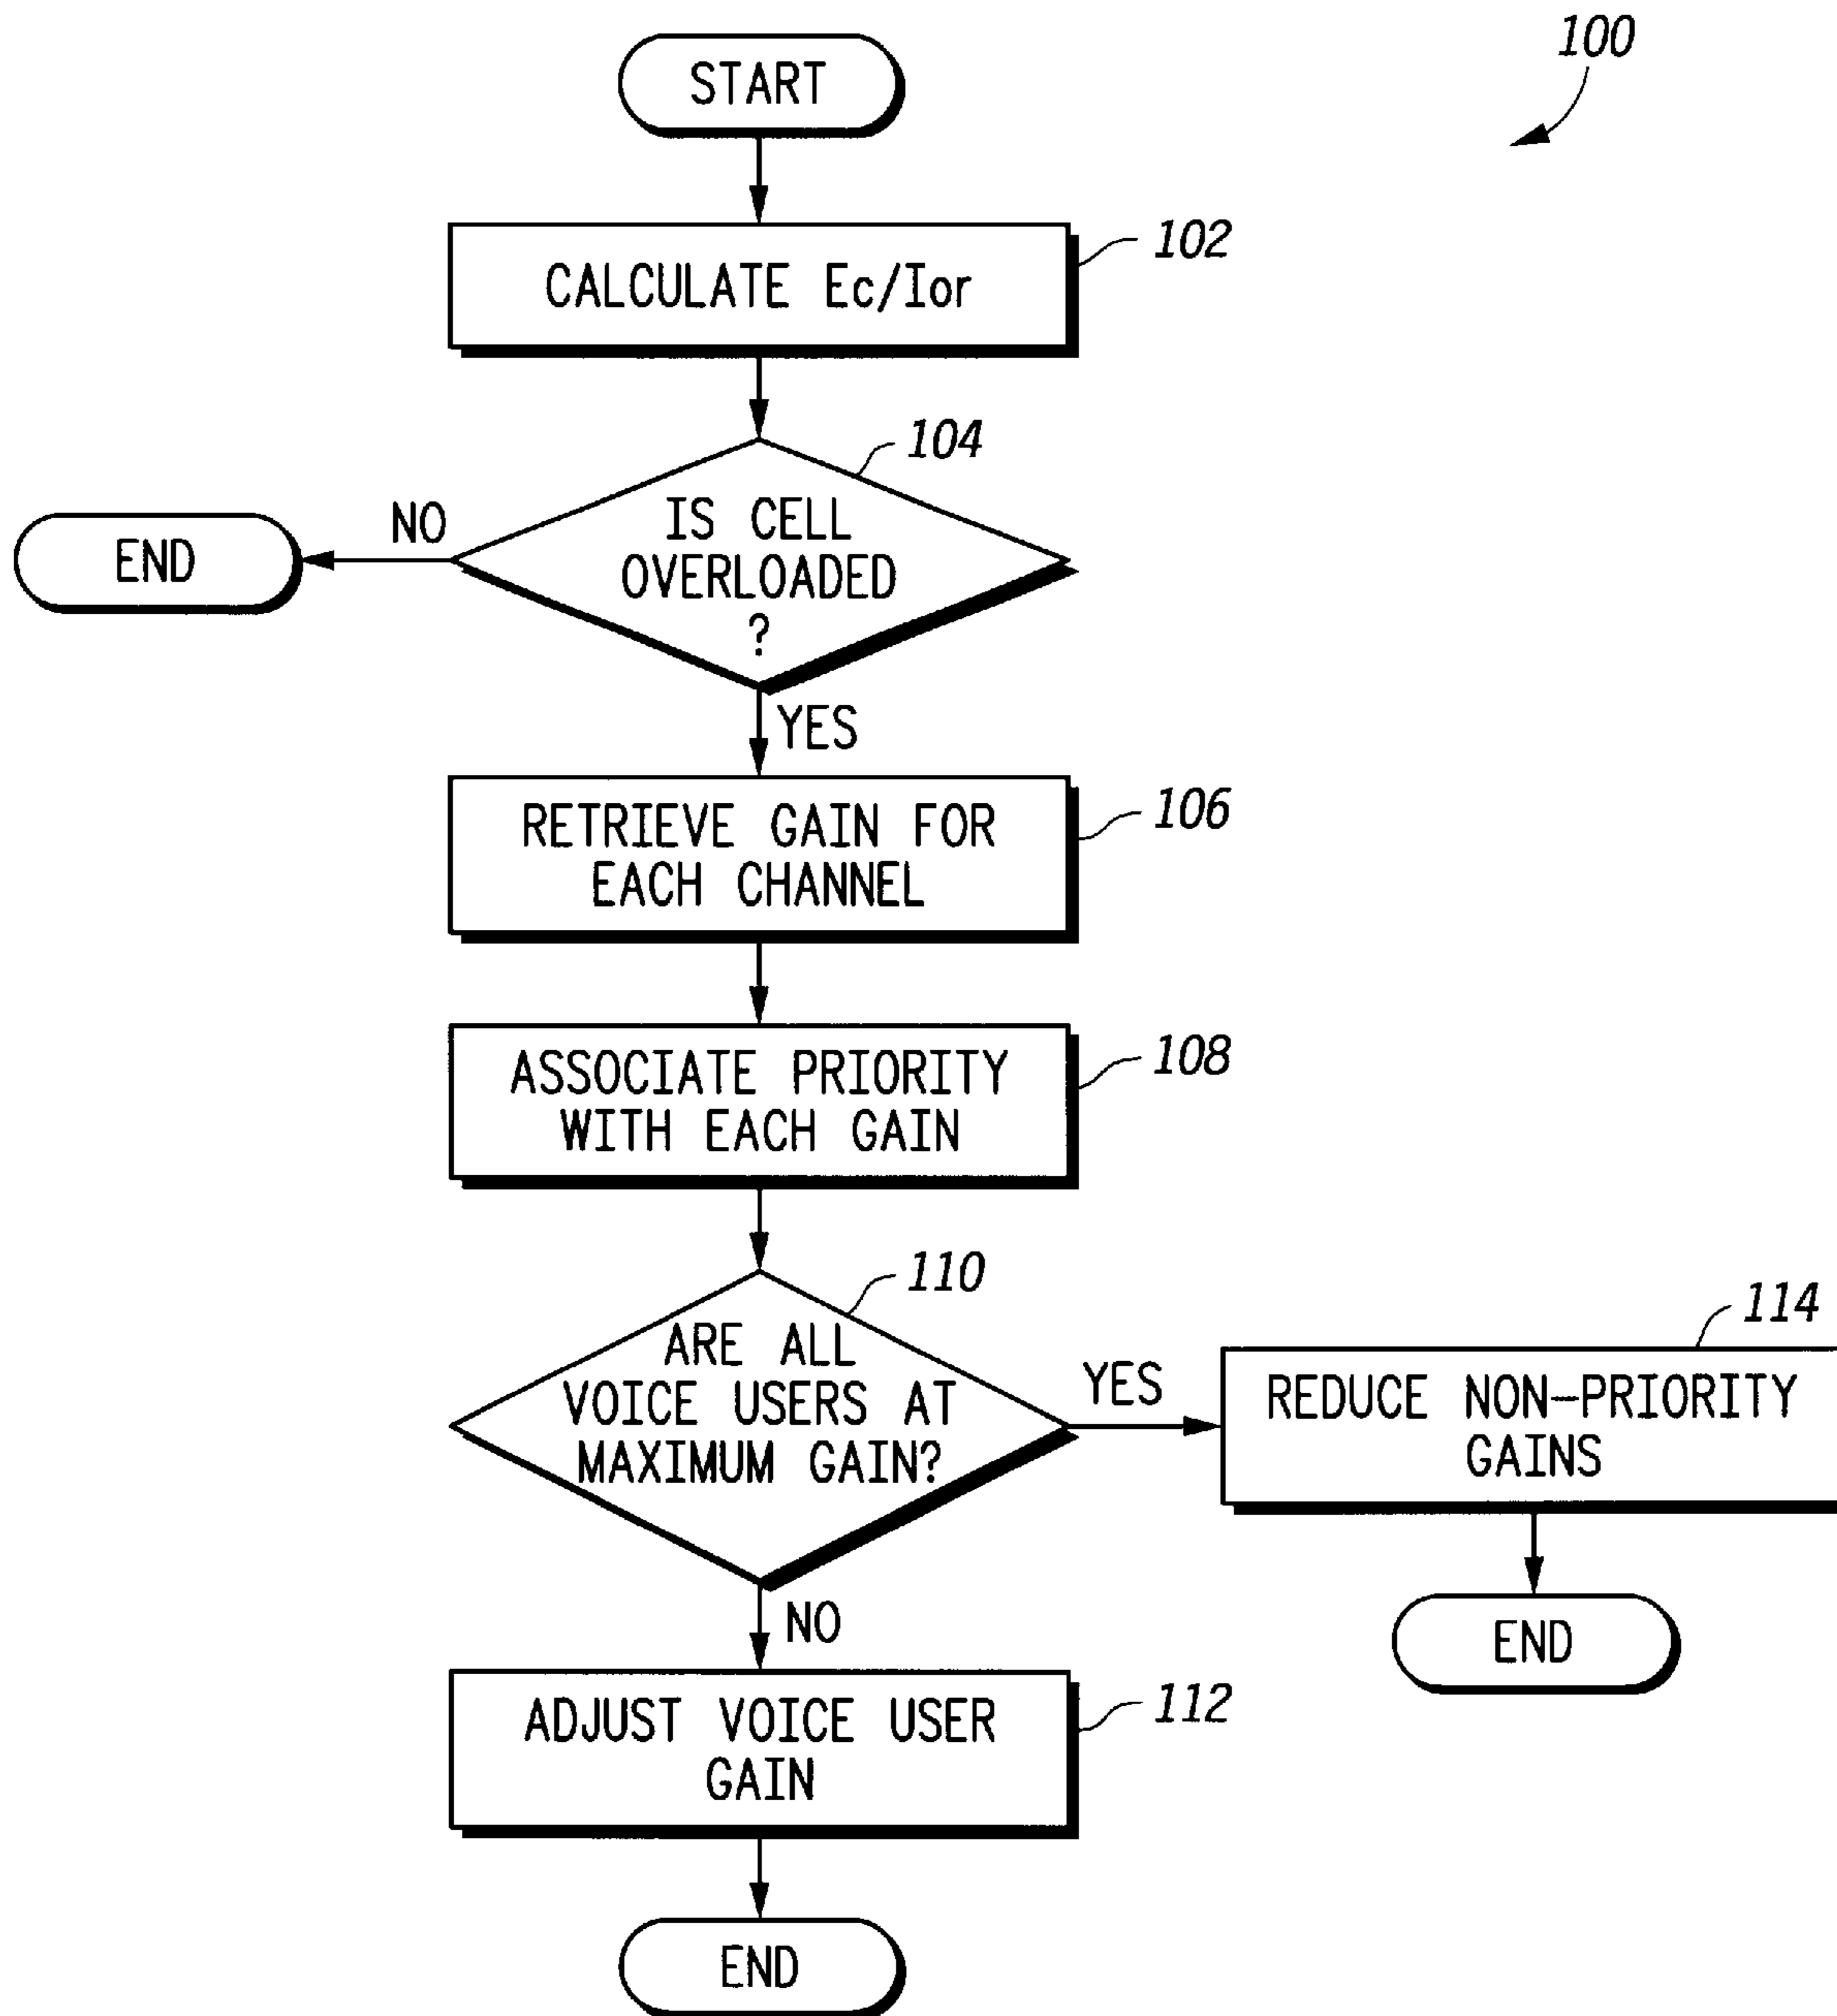 100
START
CALCULATE Ec/Ior
102
104
IS CELL
OVERLOADED
?
NO
END
YES
RETRIEVE GAIN FOR
EACH CHANNEL
106
ASSOCIATE PRIORITY
WITH EACH GAIN
108
110
ARE ALL
VOICE USERS AT
MAXIMUM GAIN?
YES
114
REDUCE NON-PRIORITY
GAINS
END
NO
ADJUST VOICE USER
GAIN
112
END